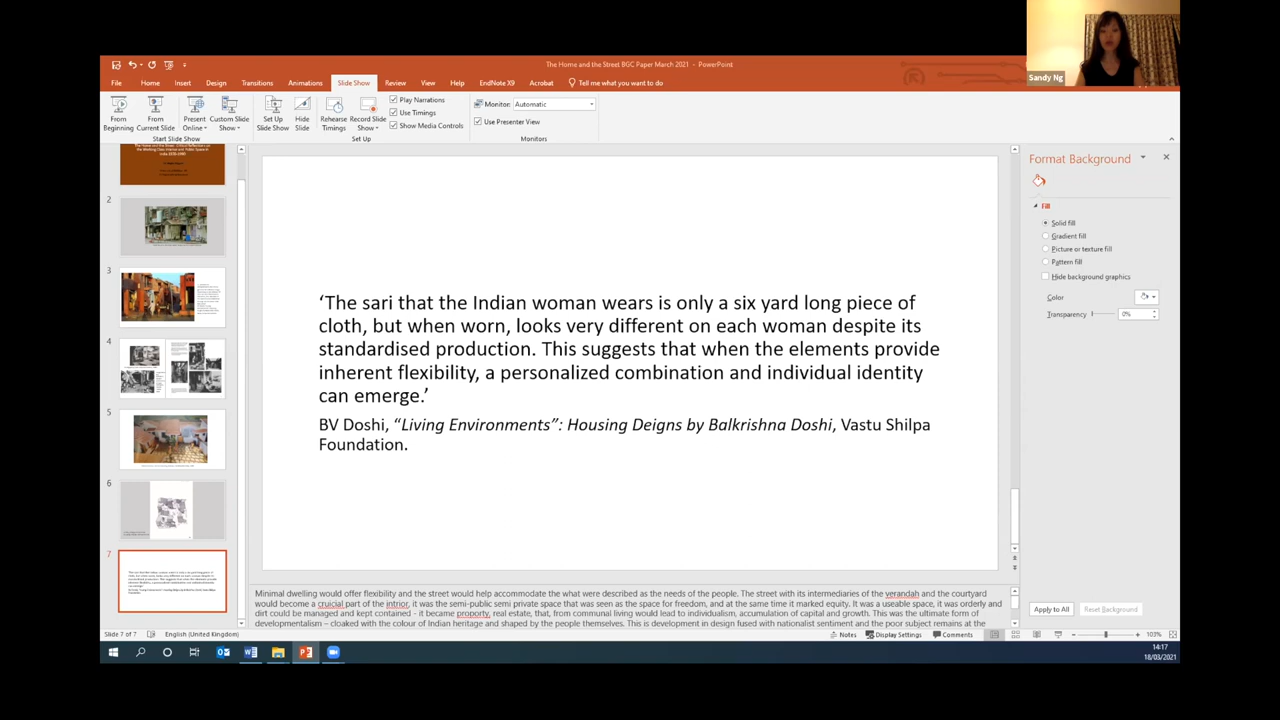 Sandy Ng
The Home and the Street BGC Paper March 2021 - PowerPoint
File Home Insert Design Transitions Animations Slide Show Review View Help EndNote X9 Acrobat Tell me what you want to do
From Beginning
From Current Slide
Present Online
Custom Slide Show
Start Slide Show
Set Up Slide Show
Hide Slide
Rehearse Timings
Record Slide Show
Play Narrations
Use Timings
Show Media Controls
Set Up
Monitor: Automatic
Use Presenter View
Monitors
2
3
4
5
6
7
‘The sari that the Indian woman wears is only a six yard long piece of
cloth, but when worn, looks very different on each woman despite its
standardised production. This suggests that when the elements provide
inherent flexibility, a personalized combination and individual identity
can emerge.’
BV Doshi, “Living Environments”: Housing Deigns by Balkrishna Doshi, Vastu Shilpa
Foundation.
Format Background
Fill
Solid fill
Gradient fill
Picture or texture fill
Pattern fill
Hide background graphics
Color
Transparency 0%
Apply to All Reset Background
Minimal dwelling would offer flexibility and the street would help accommodate the what were described as the needs of the people. The street with its intermediaries of the verandah and the courtyard
would become a cruicial part of the intrior, it was the semi-public semi private space that was seen as the space for freedom, and at the same time it marked equity. It was a useable space, it was orderly and
dirt could be managed and kept contained - it became proporty, real estate, that, from communal living would lead to individualism, accumulation of capital and growth. This was the ultimate form of
developmentalism – cloaked with the colour of Indian heritage and shaped by the people themselves. This is development in design fused with nationalist sentiment and the poor subject remains at the
Slide 7 of 7 English (United Kingdom) Notes Display Settings Comments 103%
14:17
18/03/2021